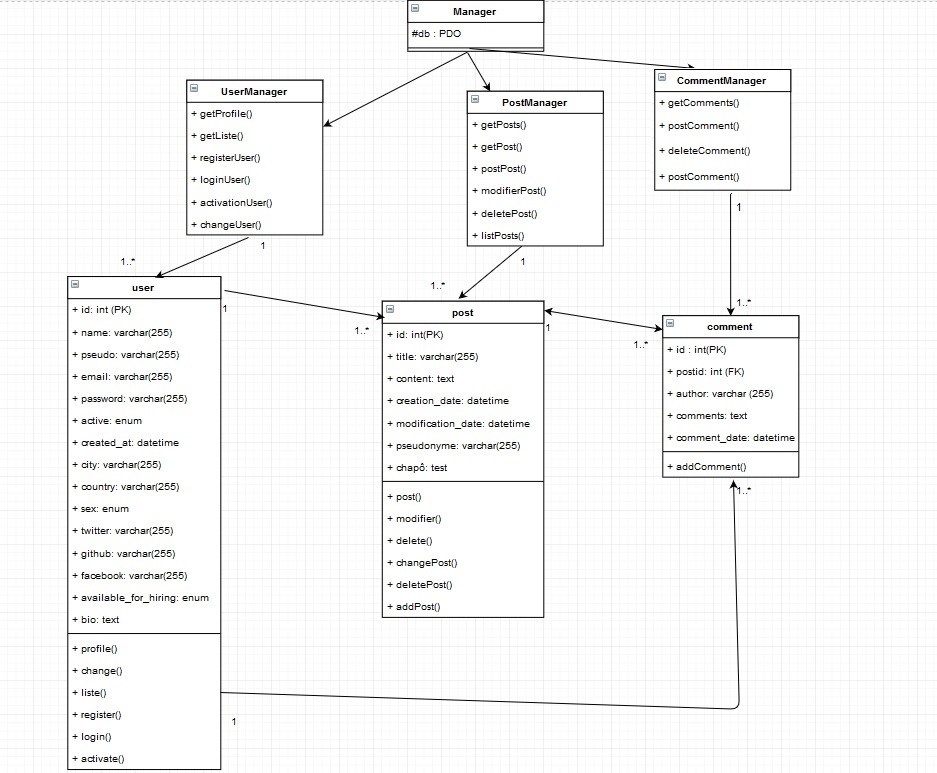 Manager
#db : PDO
UserManager
+ getProfile()
+ getListe()
+ registerUser()
+ loginUser()
+ activationUser()
+ changeUser()
1
1..*
PostManager
+ getPosts()
+ getPost()
+ postPost()
+ modifierPost()
+ deletePost()
+ listPosts()
1
1..*
CommentManager
+ getComments()
+ postComment()
+ deleteComment()
+ postComment()
1
1..*
user
+ id: int (PK)
+ name: varchar(255)
+ pseudo: varchar(255)
+ email: varchar(255)
+ password: varchar(255)
+ active: enum
+ created_at: datetime
+ city: varchar(255)
+ country: varchar(255)
+ sex: enum
+ twitter: varchar(255)
+ github: varchar(255)
+ facebook: varchar(255)
+ available_for_hiring: enum
+ bio: text
+ profile()
+ change()
+ liste()
+ register()
+ login()
+ activate()
1
1..*
post
+ id: int(PK)
+ title: varchar(255)
+ content: text
+ creation_date: datetime
+ modification_date: datetime
+ pseudonyme: varchar(255)
+ chapô: test
+ post()
+ modifier()
+ delete()
+ changePost()
+ deletePost()
+ addPost()
1
1..*
comment
+ id : int(PK)
+ postid: int (FK)
+ author: varchar (255)
+ comments: text
+ comment_date: datetime
+ addComment()
1..*
1